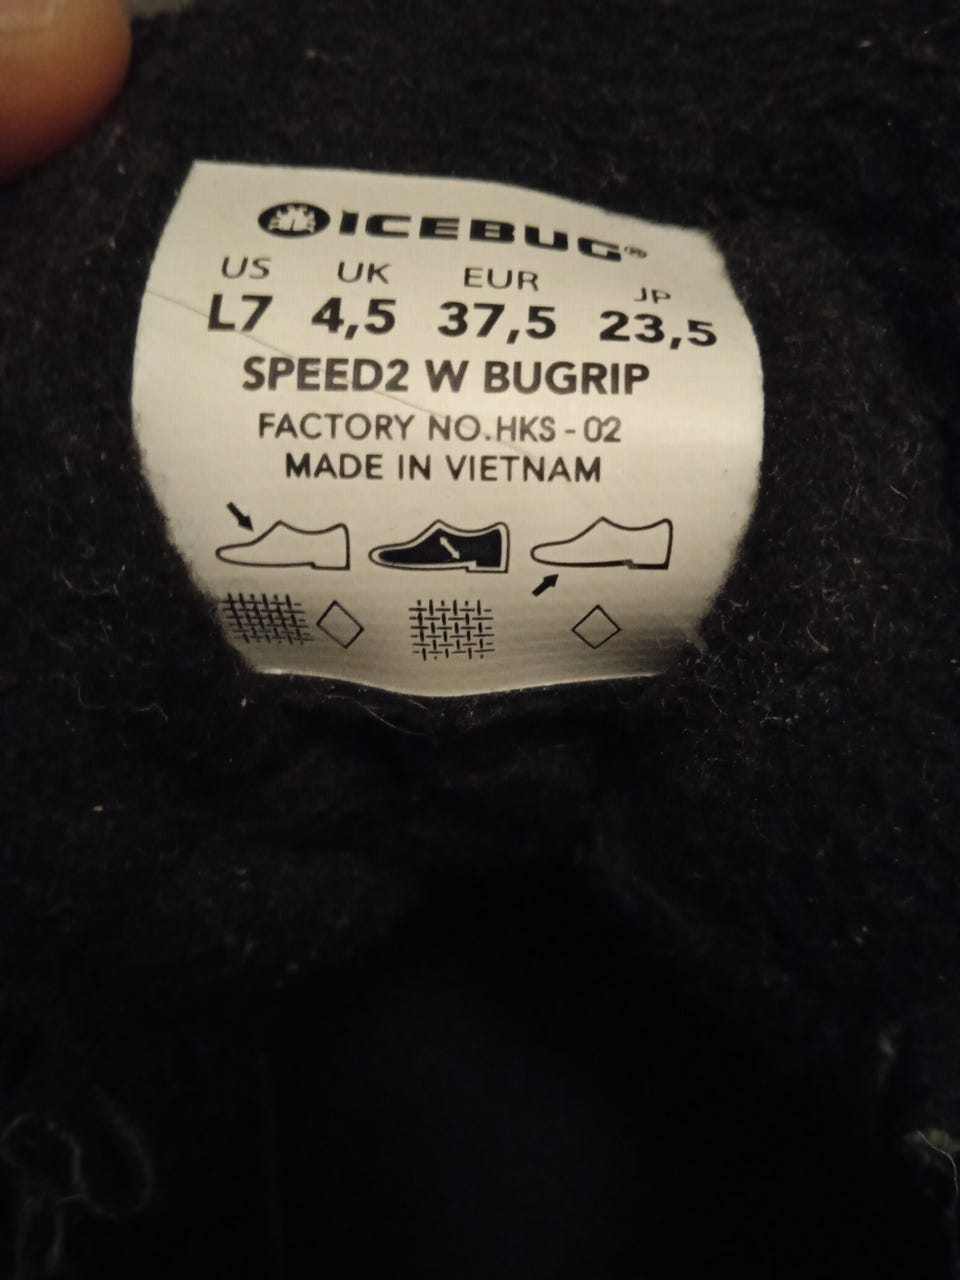 ICEBUG®
US UK EUR JP
L7 4,5 37,5 23,5
SPEED2 W BUGRIP
FACTORY NO.HKS - 02
MADE IN VIETNAM